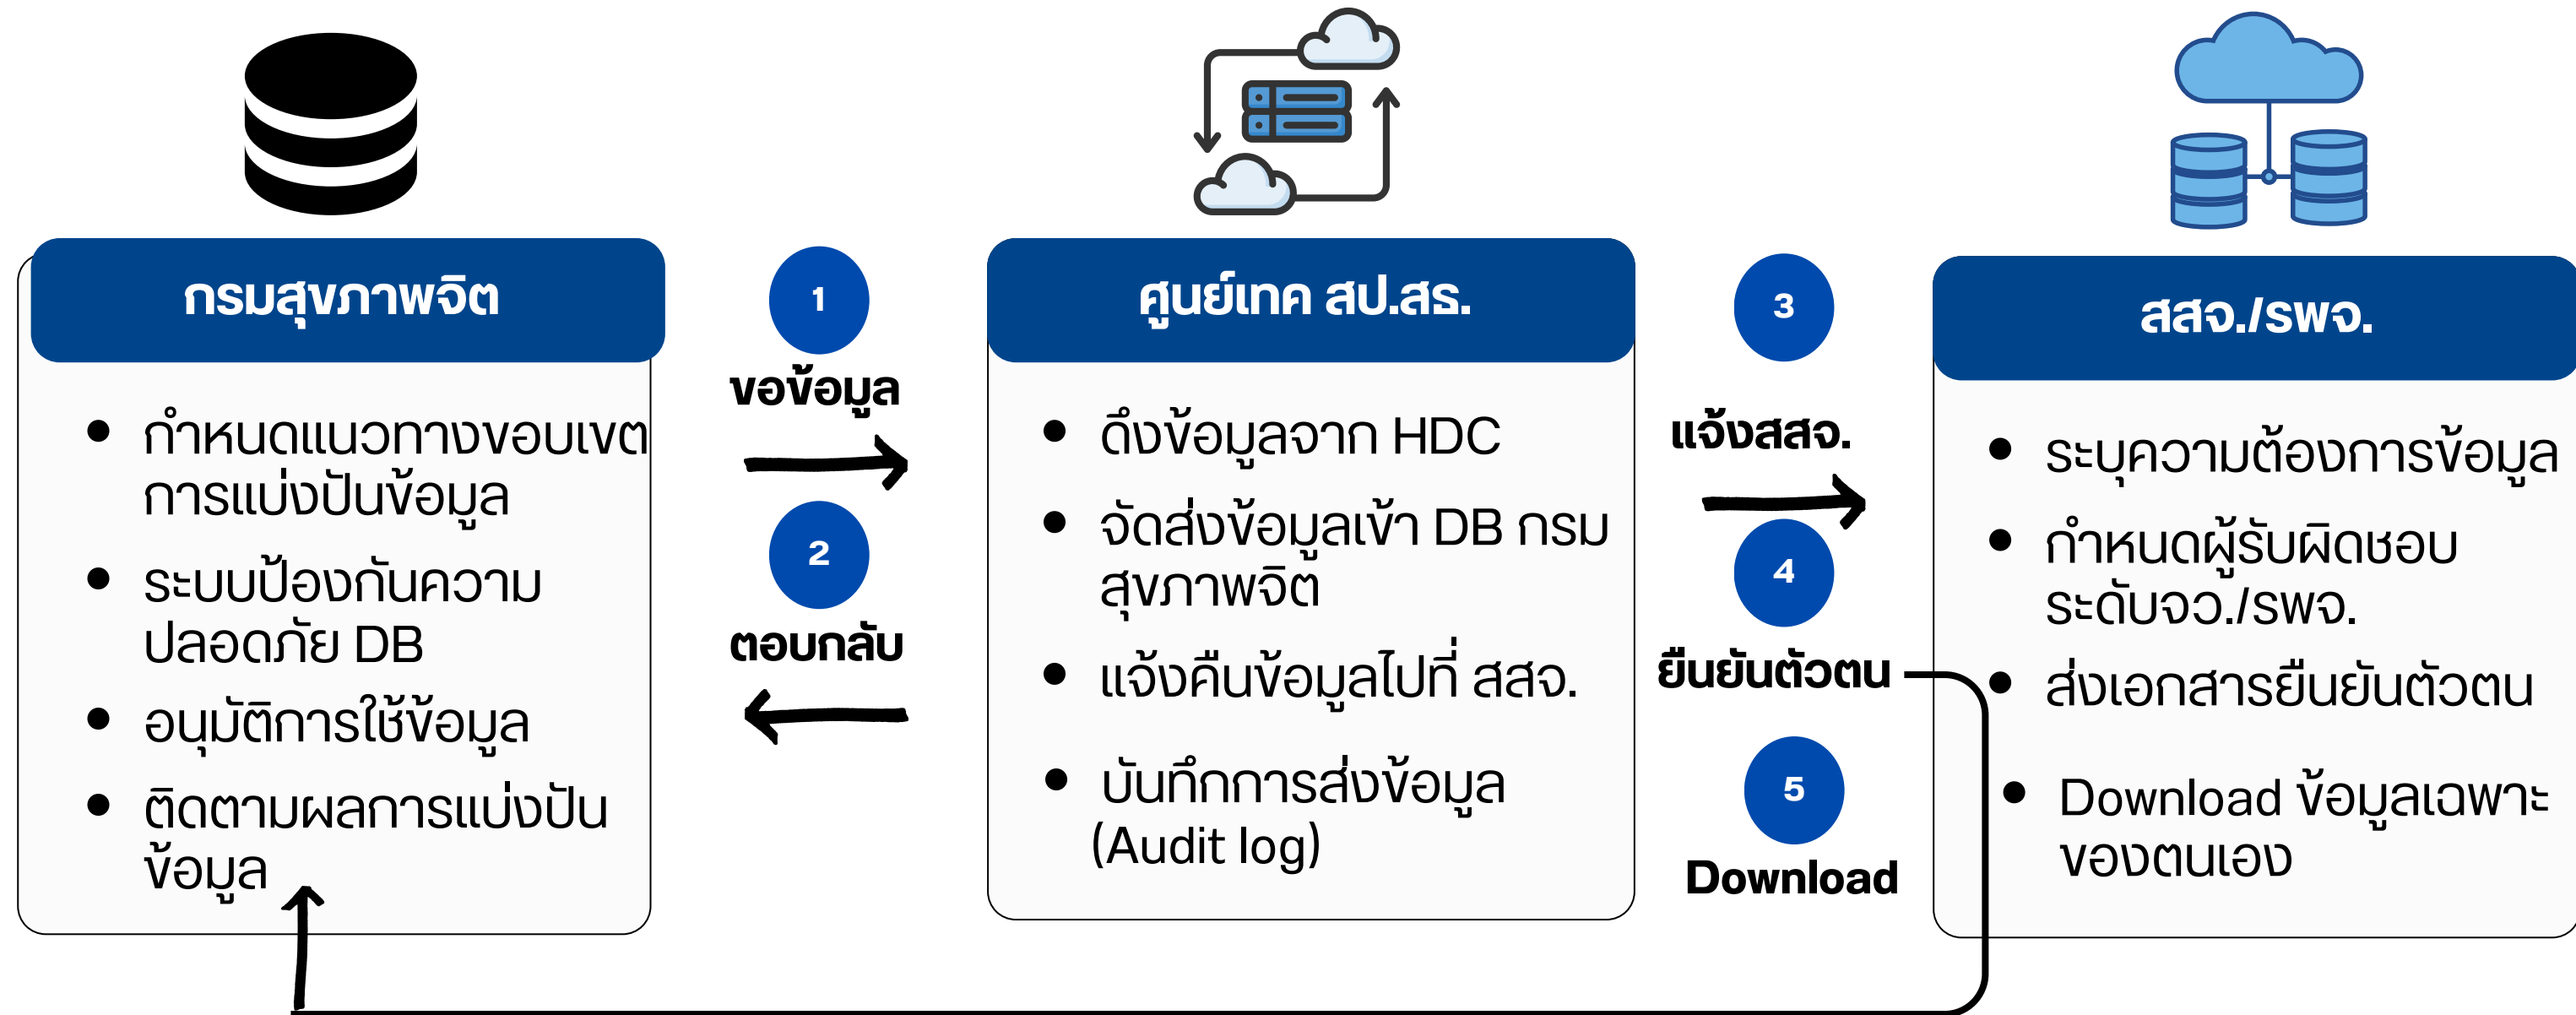 กรมสุขภาพจิต
• กำหนดแนวทางขอบเขต
การแบ่งปันข้อมูล
• ระบบป้องกันความ
ปลอดภัย DB
• อนุมัติการใช้ข้อมูล
• ติดตามผลการแบ่งปัน
ข้อมูล
1
ขอข้อมูล
2
ตอบกลับ
ศูนย์เทค สป.สธ.
• ดึงข้อมูลจาก HDC
• จัดส่งข้อมูลเข้า DB กรม
สุขภาพจิต
• แจ้งคืนข้อมูลไปที่ สสจ.
• บันทึกการส่งข้อมูล
(Audit log)
3
แจ้งสสจ.
4
ยืนยันตัวตน
5
Download
สสจ./รพจ.
• ระบุความต้องการข้อมูล
• กำหนดผู้รับผิดชอบ
ระดับจว./รพจ.
• ส่งเอกสารยืนยันตัวตน
• Download ข้อมูลเฉพาะ
ของตนเอง